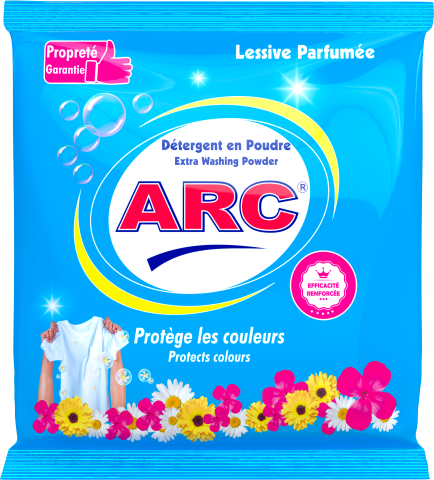 Propreté
Garantie
Lessive Parfumée
Détergent en Poudre
Extra Washing Powder
ARC®
EFFICACITÉ
RENFORCÉE
Protège les couleurs
Protects colours